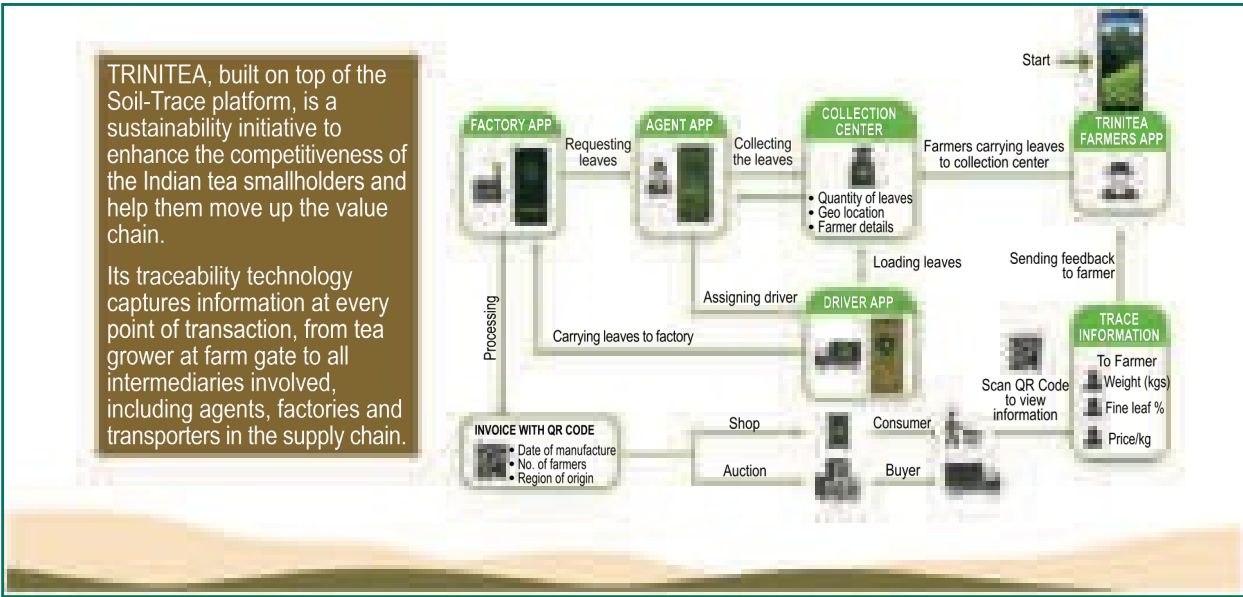 TRINITEA, built on top of the
Soil-Trace platform, is a
sustainability initiative to
enhance the competitiveness of
the Indian tea smallholders and
help them move up the value
chain.
Its traceability technology
captures information at every
point of transaction, from tea
grower at farm gate to all
intermediaries involved,
including agents, factories and
transporters in the supply chain.
Start
TRINITEA
FARMERS APP
Farmers carrying leaves
to collection center
COLLECTION
CENTER
• Quantity of leaves
• Geo location
• Farmer details
Collecting
the leaves
AGENT APP
Requesting
leaves
FACTORY APP
Loading leaves
Assigning driver
DRIVER APP
Carrying leaves to factory
Processing
INVOICE WITH QR CODE
• Date of manufacture
• No. of farmers
• Region of origin
Shop
Consumer
Auction
Buyer
Scan QR Code
to view
information
TRACE
INFORMATION
To Farmer
Weight (kgs)
Fine leaf %
Price/kg
Sending feedback
to farmer